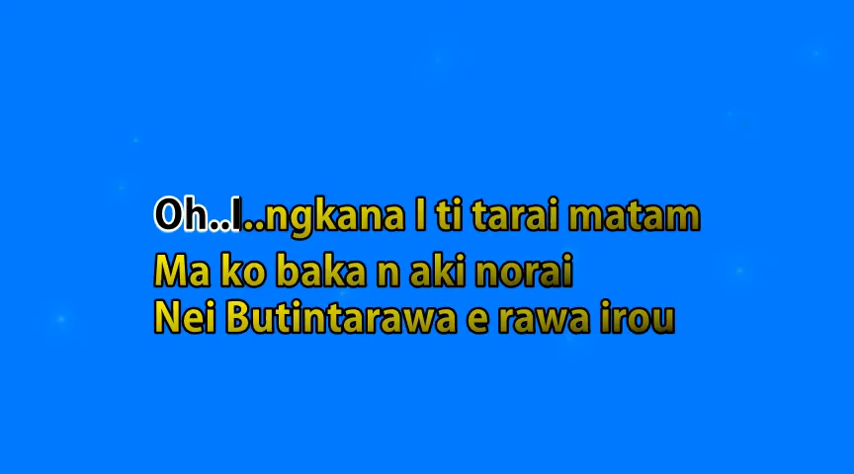 Oh..I..ngkana I ti tarai matam
Ma ko baka n aki norai
Nei Butintarawa e rawa irou